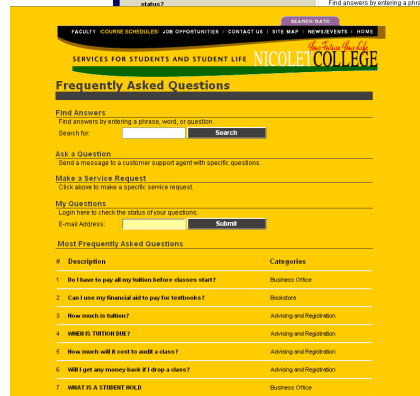 status?
Find answers by entering a phra
SEARCH NATC
FACULTY | COURSE SCHEDULES | JOB OPPORTUNITIES | CONTACT US | SITE MAP | NEWS/EVENTS | HOME
Your Future Your Life
SERVICES FOR STUDENTS AND STUDENT LIFE NICOLET COLLEGE
Frequently Asked Questions
Find Answers
Find answers by entering a phrase, word, or question.
Search for: Search
Ask a Question
Send a message to a customer support agent with specific questions.
Make a Service Request
Click above to make a specific service request.
My Questions
Login here to check the status of your questions.
E-mail Address: Submit
Most Frequently Asked Questions
# Description Categories
1 Do I have to pay all my tuition before classes start? Business Office
2 Can I use my financial aid to pay for textbooks? Bookstore
3 How much is tuition? Advising and Registration
4 WHEN IS TUITION DUE? Advising and Registration
5 How much will it cost to audit a class? Advising and Registration
6 Will I get any money back if I drop a class? Advising and Registration
7 WHAT IS A STUDENT HOLD Business Office